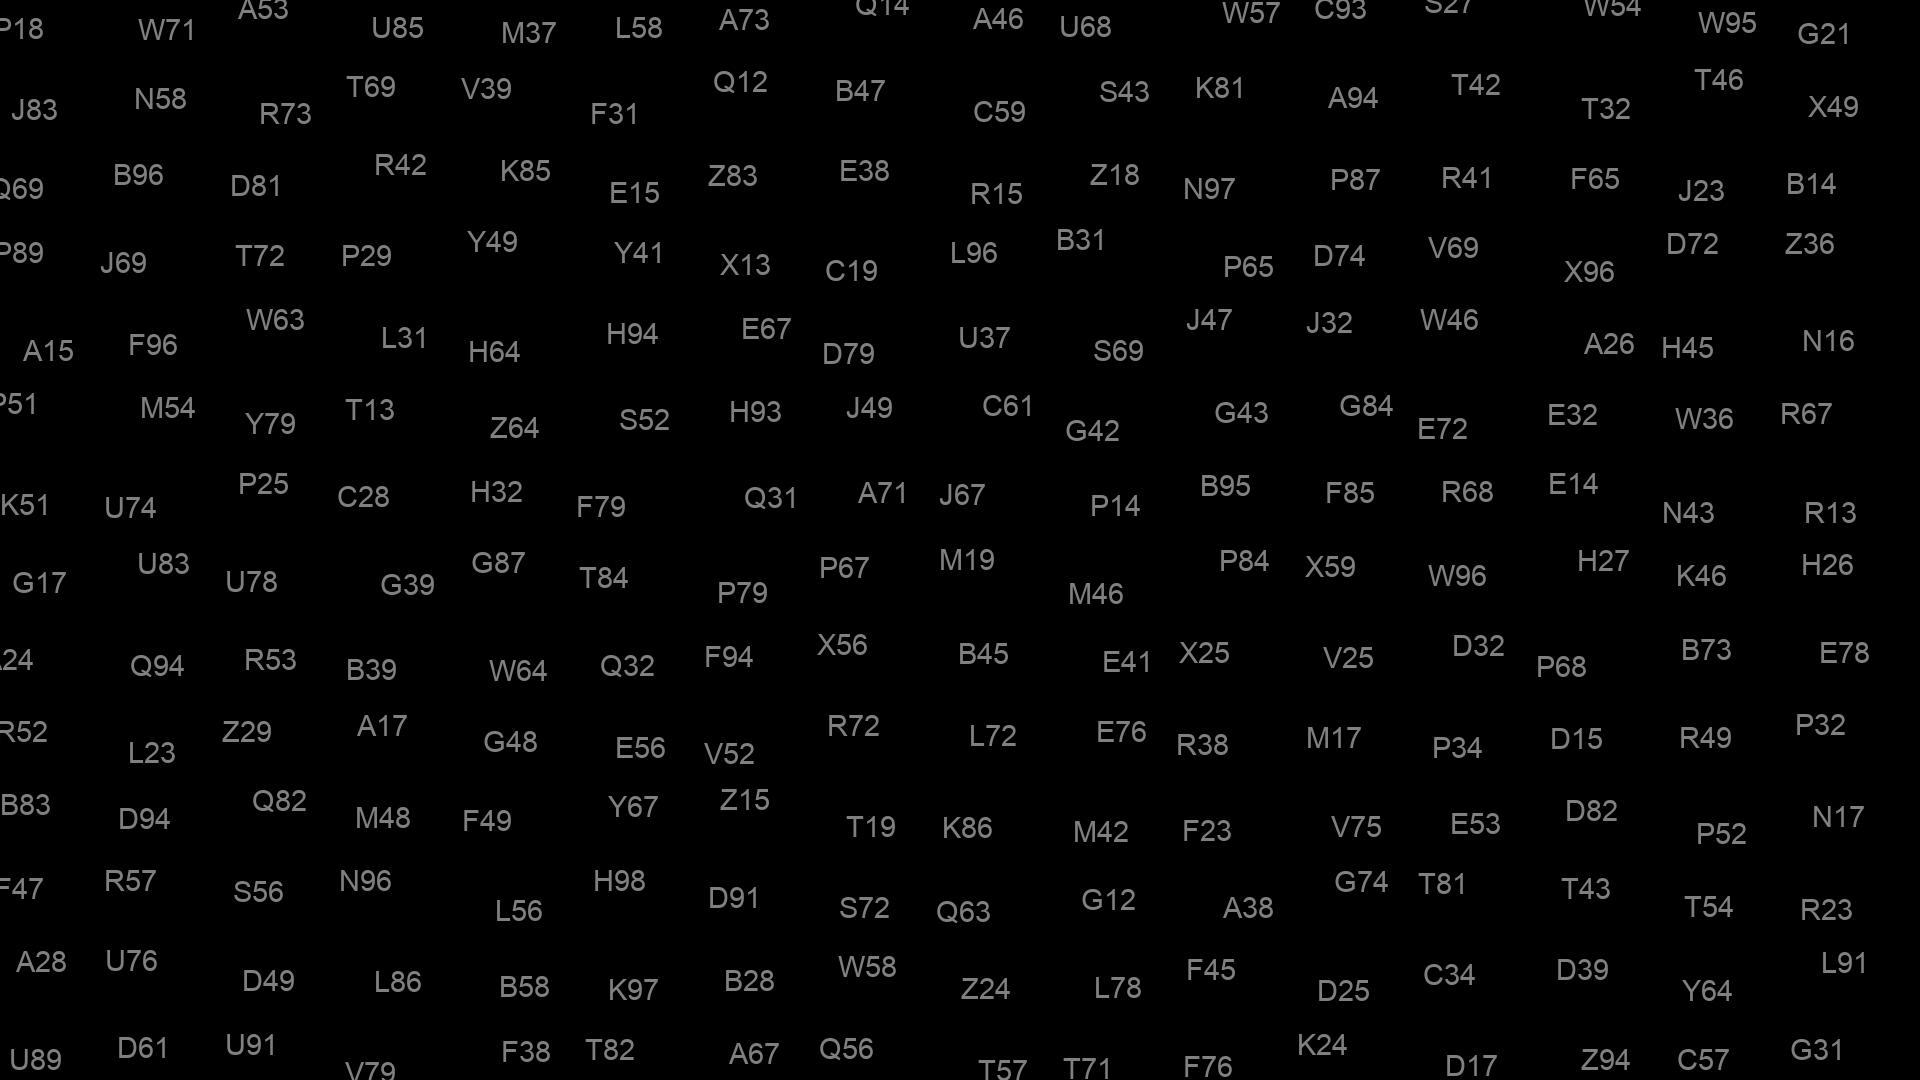 P18 W71 A53 U85 M37 L58 A73 Q14 A46 U68 W57 C93 S27 W54 W95 G21
J83 N58 R73 T69 V39 F31 Q12 B47 C59 S43 K81 A94 T42 T32 T46 X49
Q69 B96 D81 R42 K85 E15 Z83 E38 R15 Z18 N97 P87 R41 F65 J23 B14
P89 J69 T72 P29 Y49 Y41 X13 C19 L96 B31 P65 D74 V69 X96 D72 Z36
A15 F96 W63 L31 H64 H94 E67 D79 U37 S69 J47 J32 W46 A26 H45 N16
P51 M54 Y79 T13 Z64 S52 H93 J49 C61 G42 G43 G84 E72 E32 W36 R67
K51 U74 P25 C28 H32 F79 Q31 A71 J67 P14 B95 F85 R68 E14 N43 R13
G17 U83 U78 G39 G87 T84 P79 P67 M19 M46 P84 X59 W96 H27 K46 H26
24 Q94 R53 B39 W64 Q32 F94 X56 B45 E41 X25 V25 D32 P68 B73 E78
R52 L23 Z29 A17 G48 E56 V52 R72 L72 E76 R38 M17 P34 D15 R49 P32
B83 D94 Q82 M48 F49 Y67 Z15 T19 K86 M42 F23 V75 E53 D82 P52 N17
F47 R57 S56 N96 L56 H98 D91 S72 Q63 G12 A38 G74 T81 T43 T54 R23
A28 U76 D49 L86 B58 K97 B28 W58 Z24 L78 F45 D25 C34 D39 Y64 L91
U89 D61 U91 V79 F38 T82 A67 Q56 T57 T71 F76 K24 D17 Z94 C57 G31